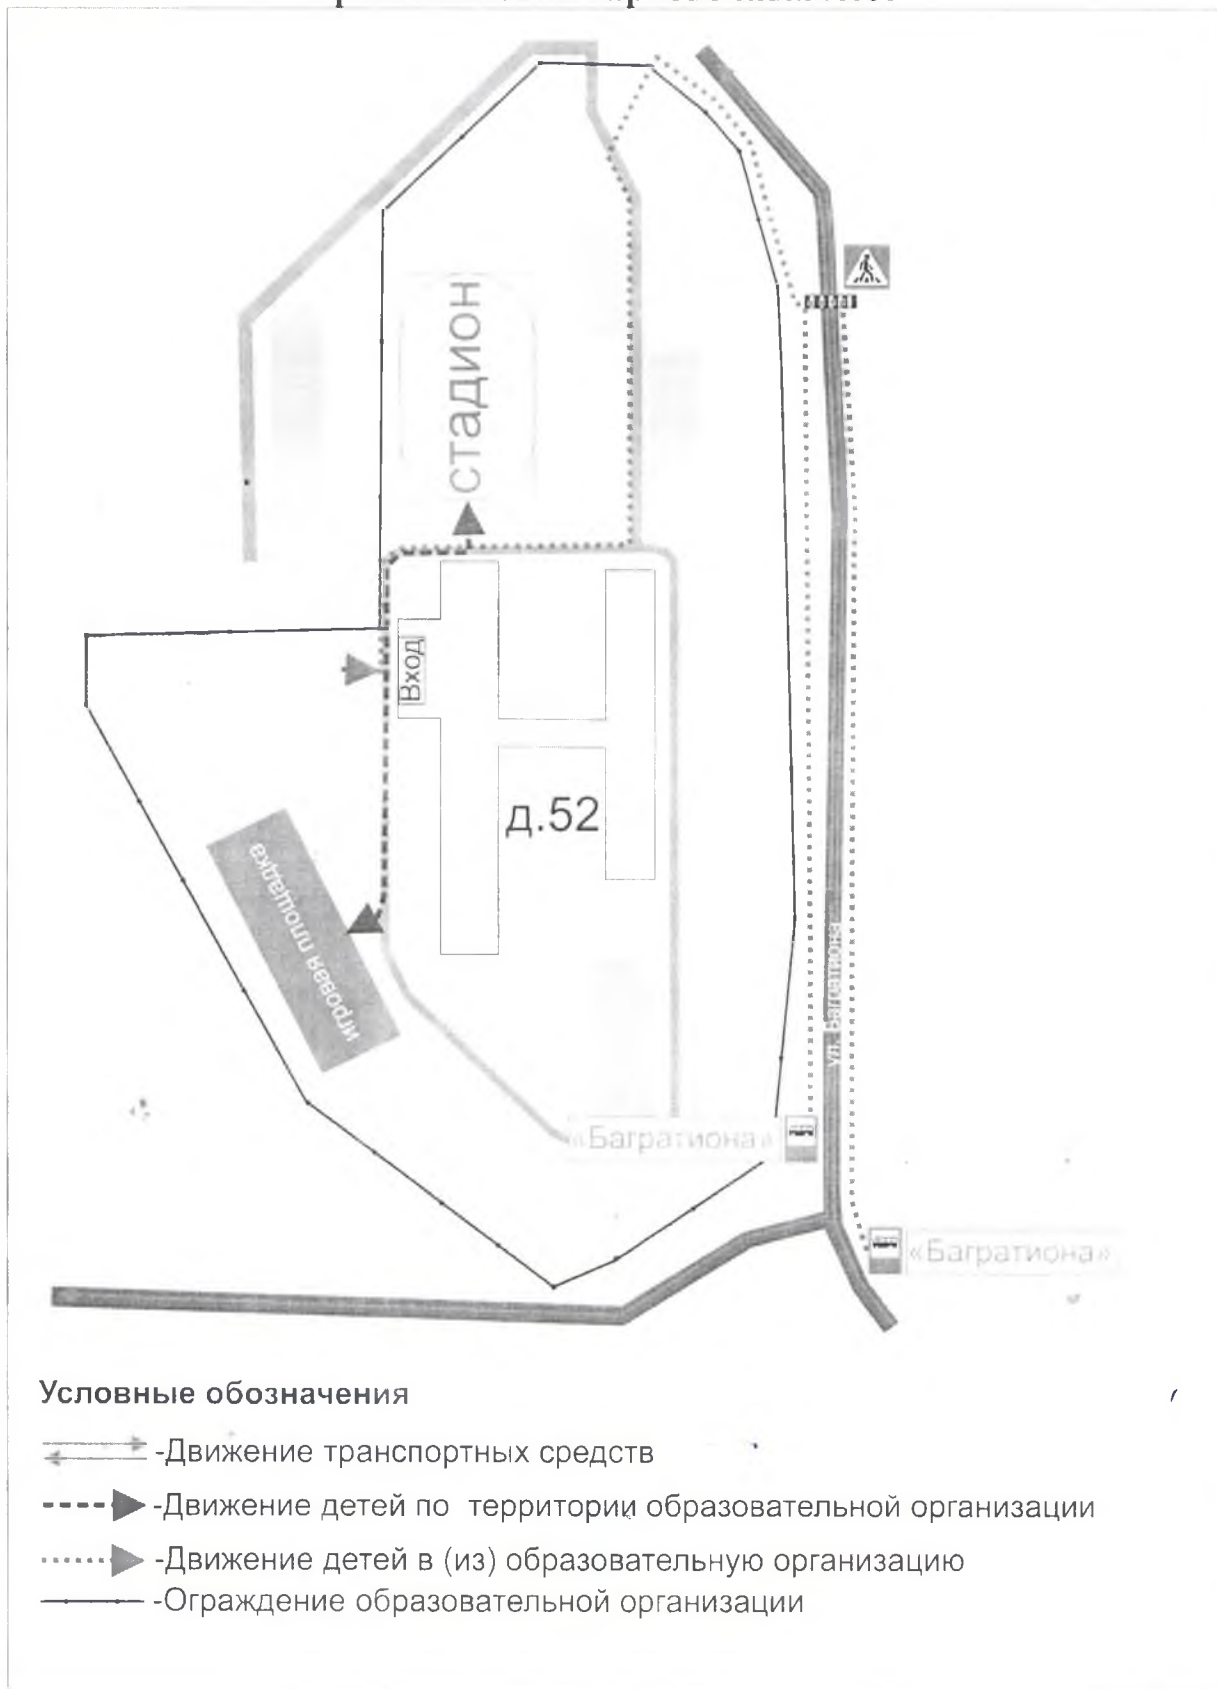 стадион
Вход
д.52
игровая площадка
ул. Багратиона
«Багратиона»
«Багратиона»
Условные обозначения
-Движение транспортных средств
-Движение детей по территории образовательной организации
-Движение детей в (из) образовательную организацию
-Ограждение образовательной организации